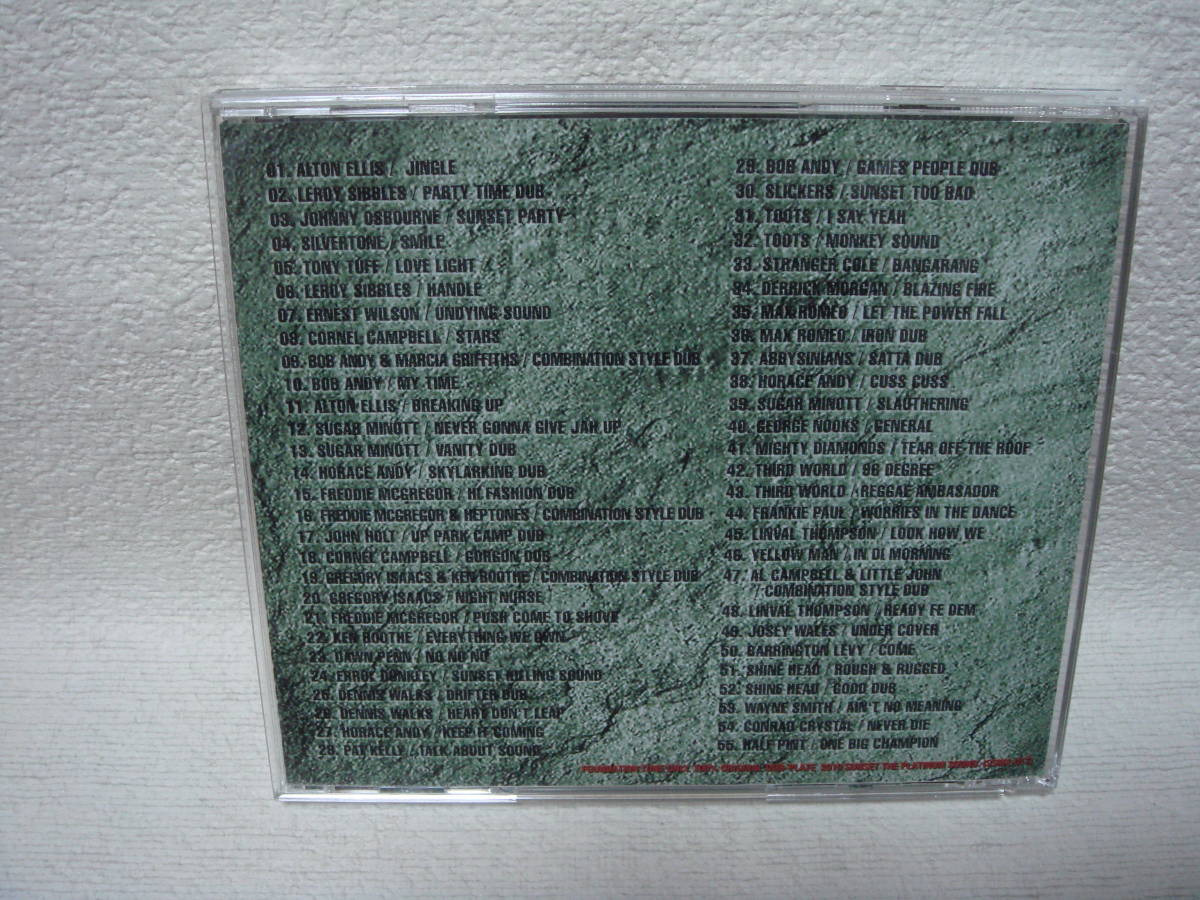 01. ALTON ELLIS / JINGLE
02. LEROY SIBBLES / PARTY TIME DUB
03. JOHNNY OSBOURNE / SUNSET PARTY
04. SILVERTONE / SMILE
05. TONY TUFF / LOVE LIGHT
06. LEROY SIBBLES / HANDLE
07. ERNEST WILSON / UNDYING SOUND
09. CORNEL CAMPBELL / STARS
08. BOB ANDY & MARCIA GRIFFITHS / COMBINATION STYLE DUB
10. BOB ANDY / MY TIME
11. ALTON ELLIS / BREAKING UP
12. SUGAR MINOTT / NEVER GONNA GIVE JAH UP
13. SUGAR MINOTT / VANITY DUB
14. HORACE ANDY / SKYLARKING DUB
15. FREDDIE MCGREGOR / HI FASHION DUB
16. FREDDIE MCGREGOR & HEPTONES / COMBINATION STYLE DUB
17. JOHN HOLT / UP PARK CAMP DUB
18. CORNEL CAMPBELL / GORGON DUB
19. GREGORY ISAACS & KEN BOOTHE / COMBINATION STYLE DUB
20. GREGORY ISAACS / NIGHT NURSE
21. FREDDIE MCGREGOR / PUSH COME TO SHOVE
22. KEN BOOTHE / EVERYTHING WE OWN
23. DAWN PENN / NO NO NO
24. ERROL DUNKLEY / SUNSET KILLING SOUND
25. DENNIS WALKS / DRIFTER DUB
26. DENNIS WALKS / HEART DON'T LEAP
27. HORACE ANDY / KEEP IT COMING
28. PAT KELLY / TALK ABOUT SOUND
29. BOB ANDY / GAMES PEOPLE DUB
30. SLICKERS / SUNSET TOO BAD
31. TOOTS / I SAY YEAH
32. TOOTS / MONKEY SOUND
33. STRANGER COLE / BANGARANG
34. DERRICK MORGAN / BLAZING FIRE
35. MAX ROMEO / LET THE POWER FALL
36. MAX ROMEO / IRON DUB
37. ABBYSINIANS / SATTA DUB
38. HORACE ANDY / CUSS CUSS
39. SUGAR MINOTT / SLAUTHERING
40. GEORGE NOOKS / GENERAL
41. MIGHTY DIAMONDS / TEAR OFF THE ROOF
42. THIRD WORLD / 96 DEGREE
43. THIRD WORLD / REGGAE AMBASADOR
44. FRANKIE PAUL / WORRIES IN THE DANCE
45. LINVAL THOMPSON / LOOK HOW WE
46. YELLOW MAN / IN DI MORNING
47. AL CAMPBELL & LITTLE JOHN
/ COMBINATION STYLE DUB
48. LINVAL THOMPSON / READY FE DEM
49. JOSEY WALES / UNDER COVER
50. BARRINGTON LEVY / COME
51. SHINE HEAD / ROUGH & RUGGED
52. SHINE HEAD / GOOD DUB
53. WAYNE SMITH / AIN'T NO MEANING
54. CONRAD CRYSTAL / NEVER DIE
55. HALF PINT / ONE BIG CHAMPION
2010 SUNSET THE PLATINUM SOUND